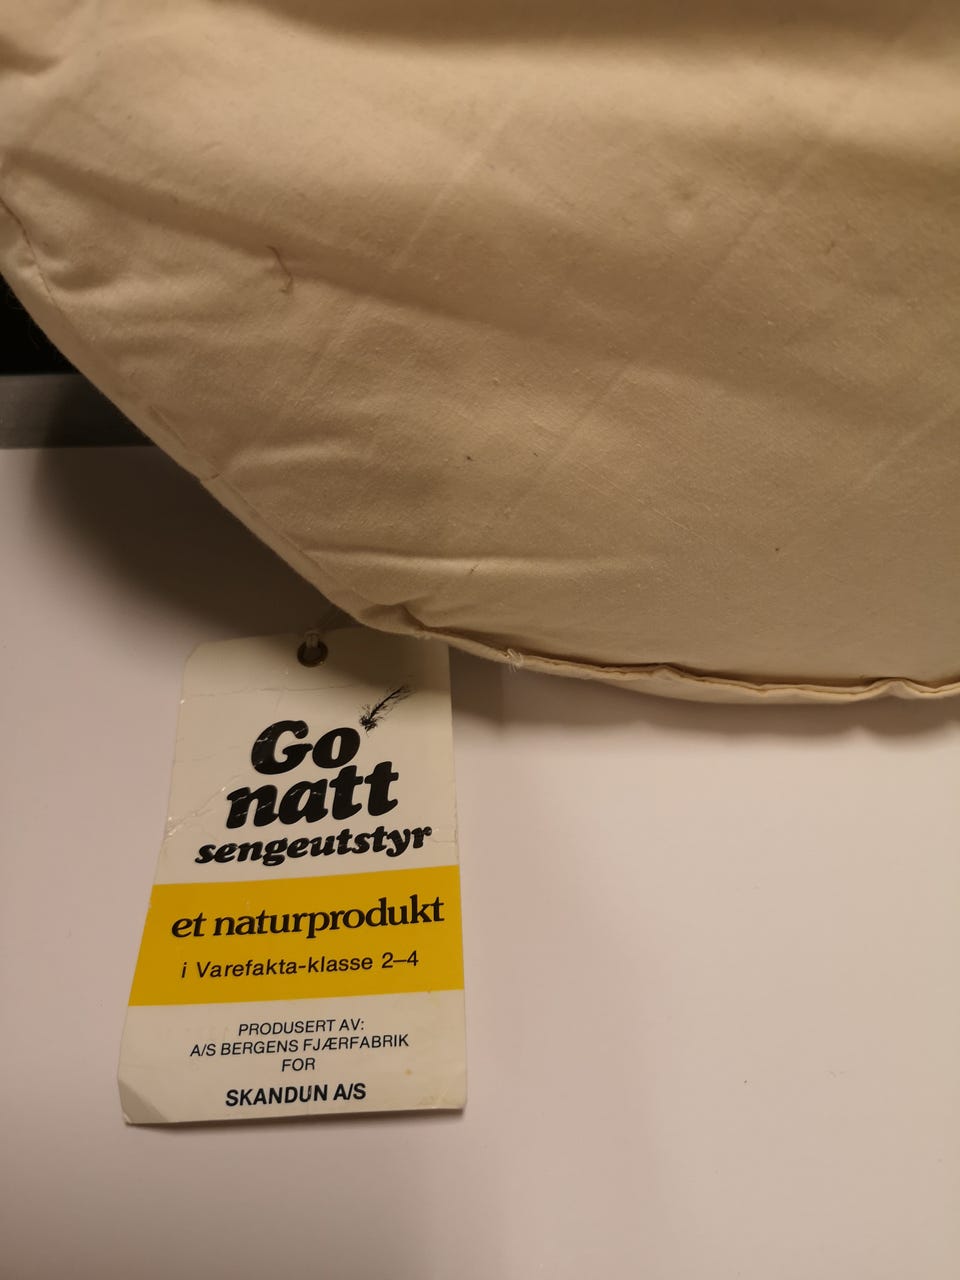 Go
natt
sengeutstyr
et naturprodukt
i Varefakta-klasse 2–4
PRODUSERT AV:
A/S BERGENS FJÆRFABRIK
FOR
SKANDUN A/S